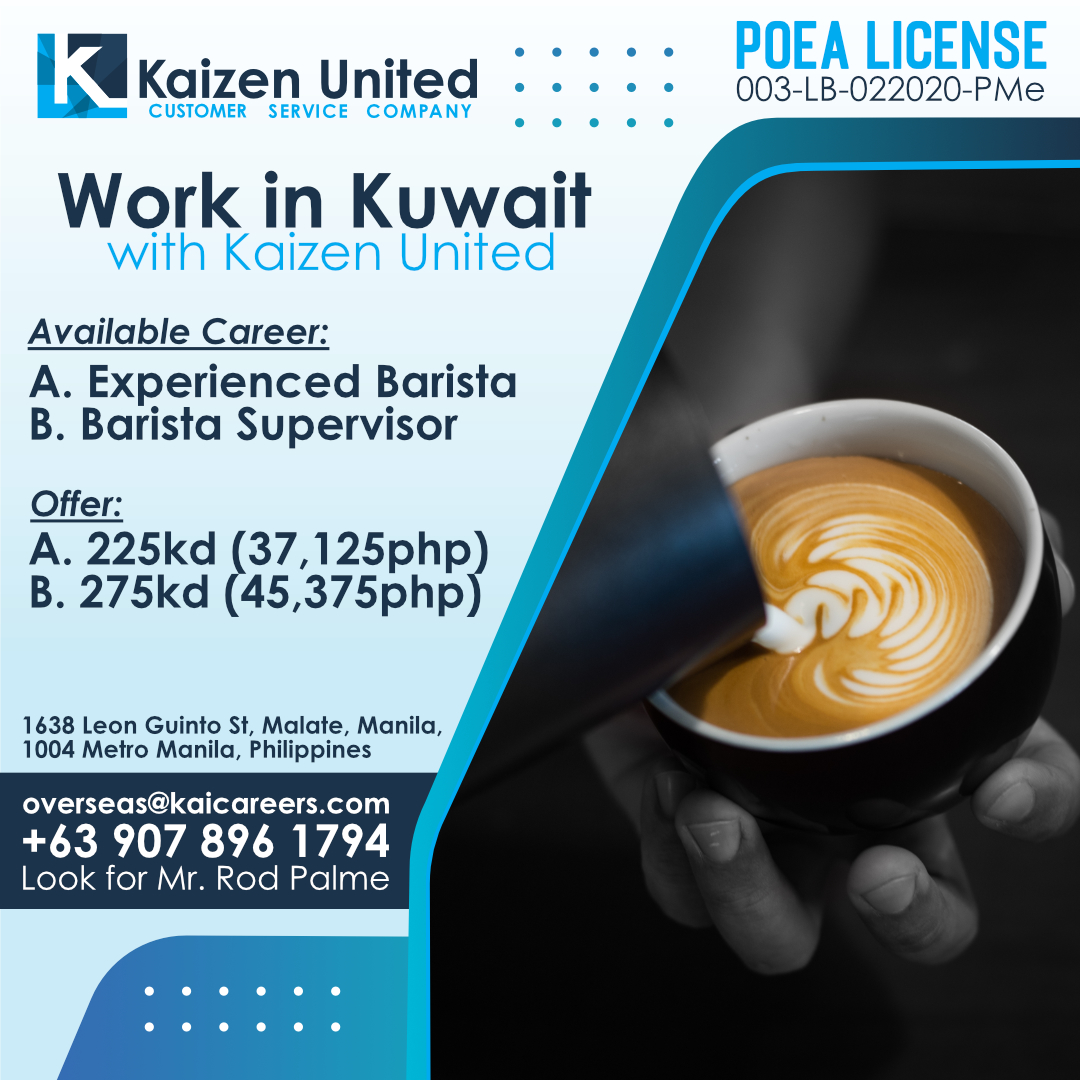 K
Kaizen United
CUSTOMER SERVICE COMPANY
POEA LICENSE
003-LB-022020-PMe
Work in Kuwait
with Kaizen United
Available Career:
A. Experienced Barista
B. Barista Supervisor
Offer:
A. 225kd (37,125php)
B. 275kd (45,375php)
1638 Leon Guinto St, Malate, Manila,
1004 Metro Manila, Philippines
overseas@kaicareers.com
+63 907 896 1794
Look for Mr. Rod Palme